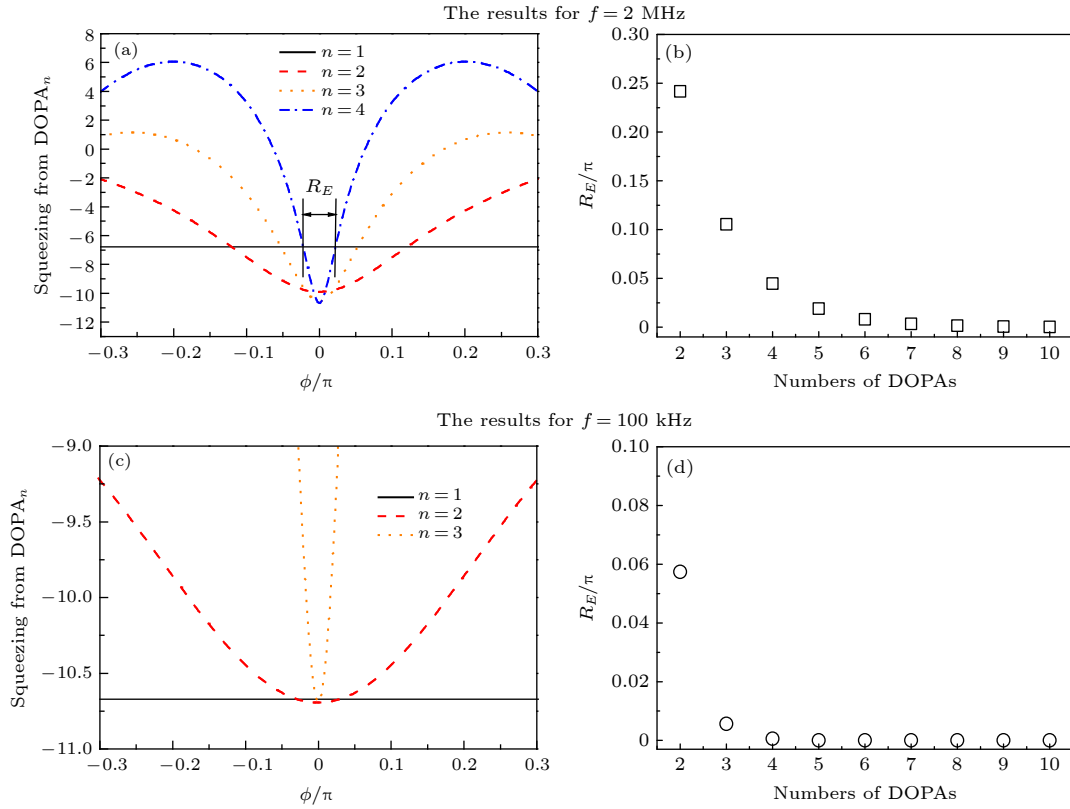 The results for f = 2 MHz
(a)
n = 1
n = 2
n = 3
n = 4
R_E
Squeezing from DOPA_n
8
6
4
2
1
0
−2
−4
−6
−8
−10
−12
−0.3 −0.2 −0.1 0 0.1 0.2 0.3
ϕ/π
(b)
R_E/π
0.30
0.25
0.20
0.15
0.10
0.05
0
2 3 4 5 6 7 8 9 10
Numbers of DOPAs
The results for f = 100 kHz
(c)
n = 1
n = 2
n = 3
Squeezing from DOPA_n
−9.0
−9.5
−10.0
−10.5
−11.0
−0.3 −0.2 −0.1 0 0.1 0.2 0.3
ϕ/π
(d)
R_E/π
0.10
0.08
0.06
0.04
0.02
0
2 3 4 5 6 7 8 9 10
Numbers of DOPAs